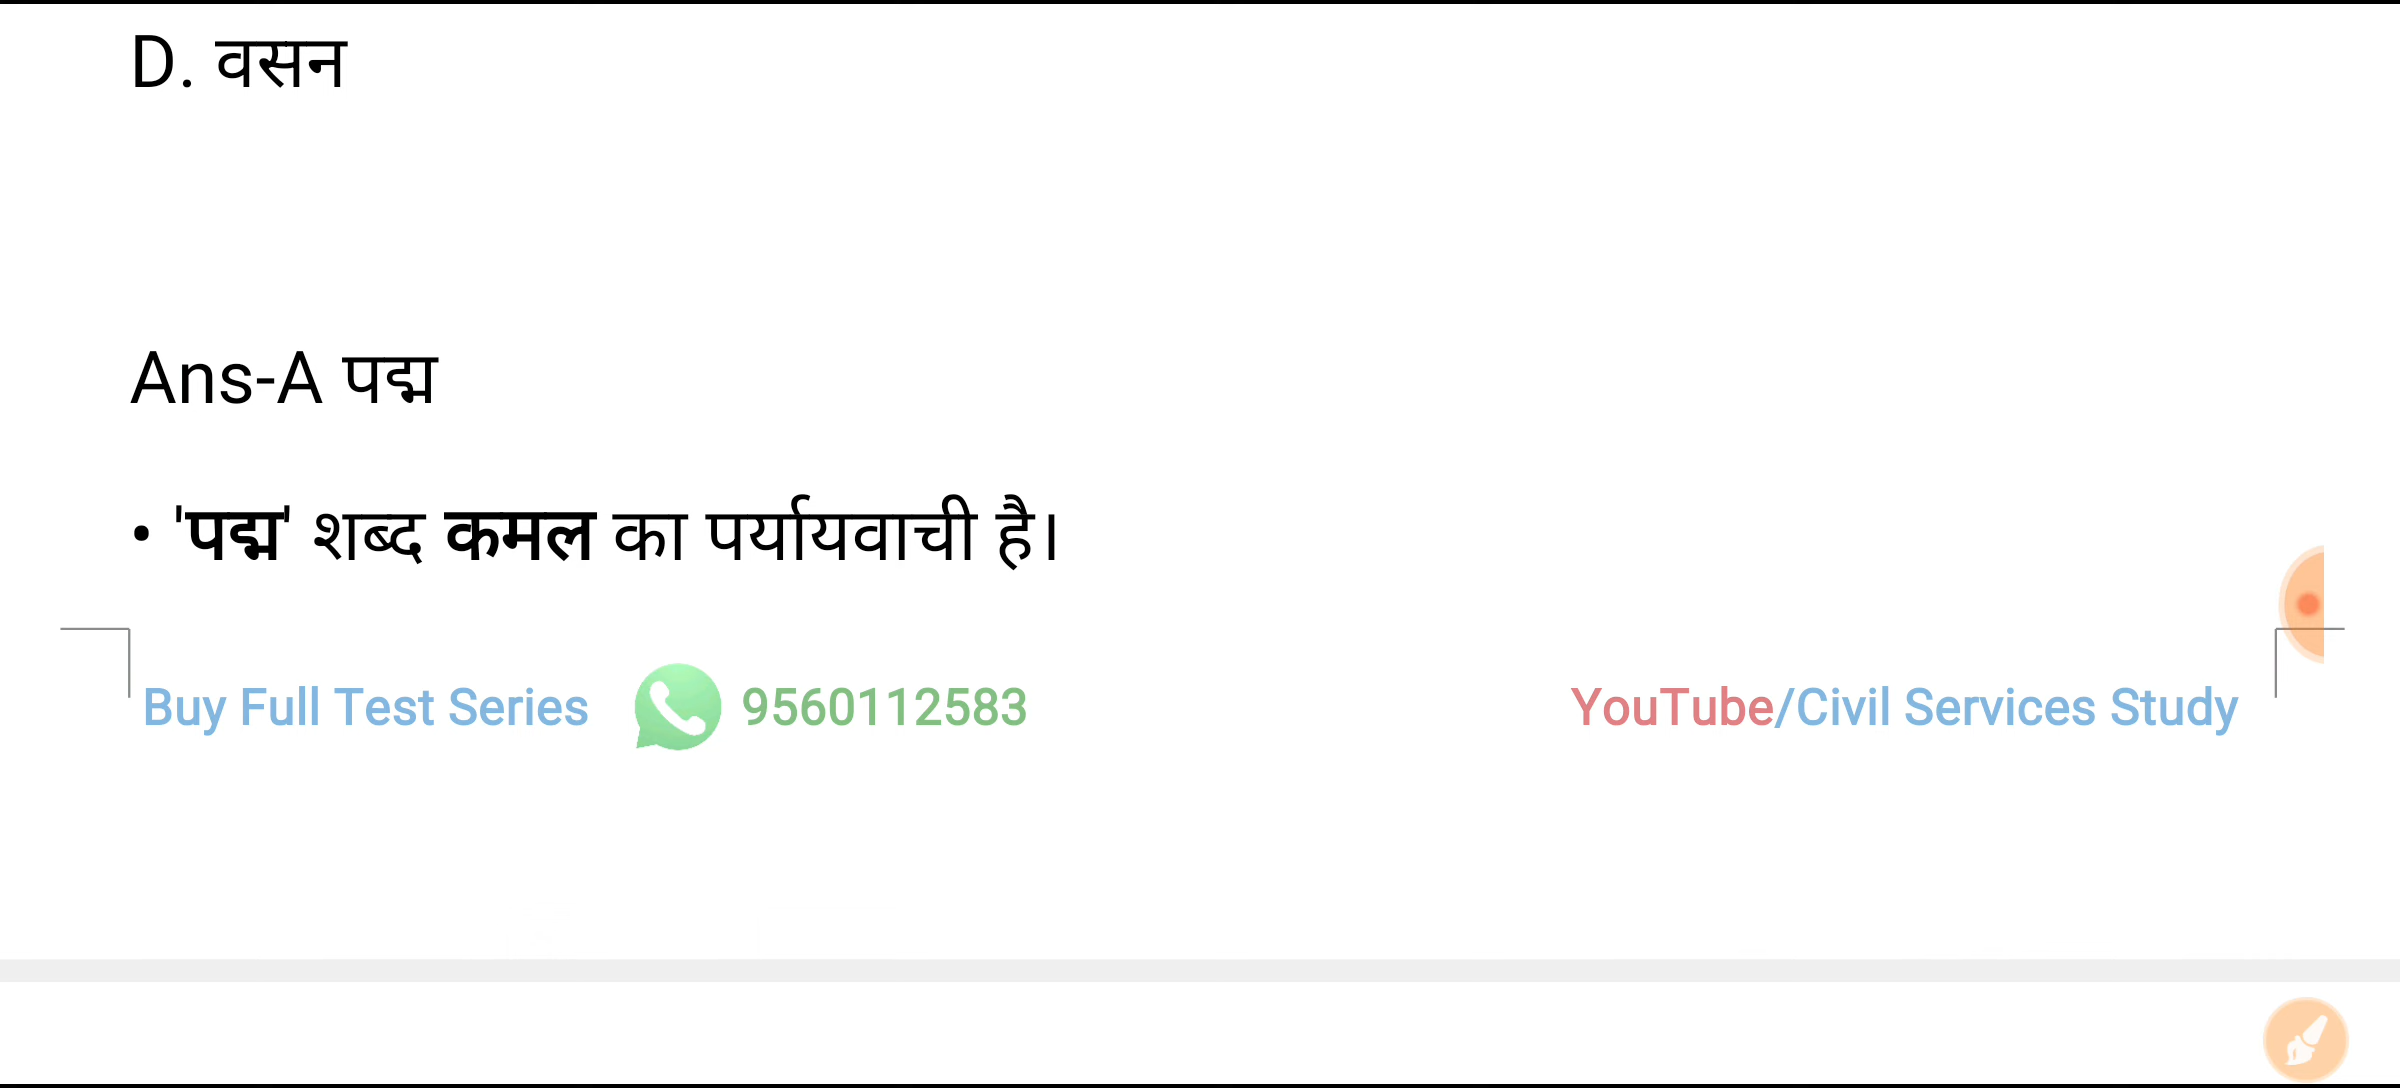 D. वसन
Ans-A पद्म
• 'पद्म' शब्द कमल का पर्यायवाची है।
Buy Full Test Series 9560112583 YouTube/Civil Services Study